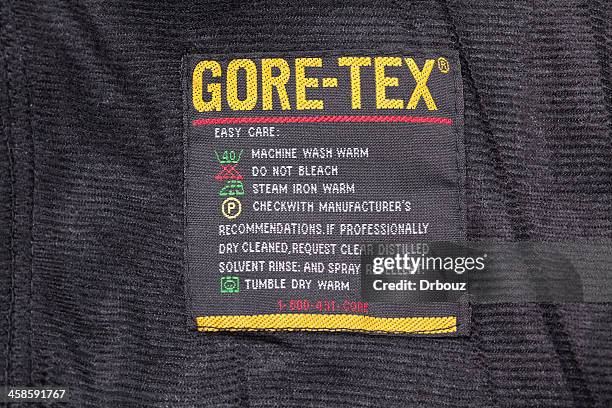 GORE-TEX®
EASY CARE:
40 MACHINE WASH WARM
DO NOT BLEACH
STEAM IRON WARM
P CHECKWITH MANUFACTURER'S
RECOMMENDATIONS.IF PROFESSIONALLY
DRY CLEANED,REQUEST CLEAR DISTILLED
SOLVENT RINSE: AND SPRAY
TUMBLE DRY WARM
gettyimages®
Credit: Drbouz
458591767